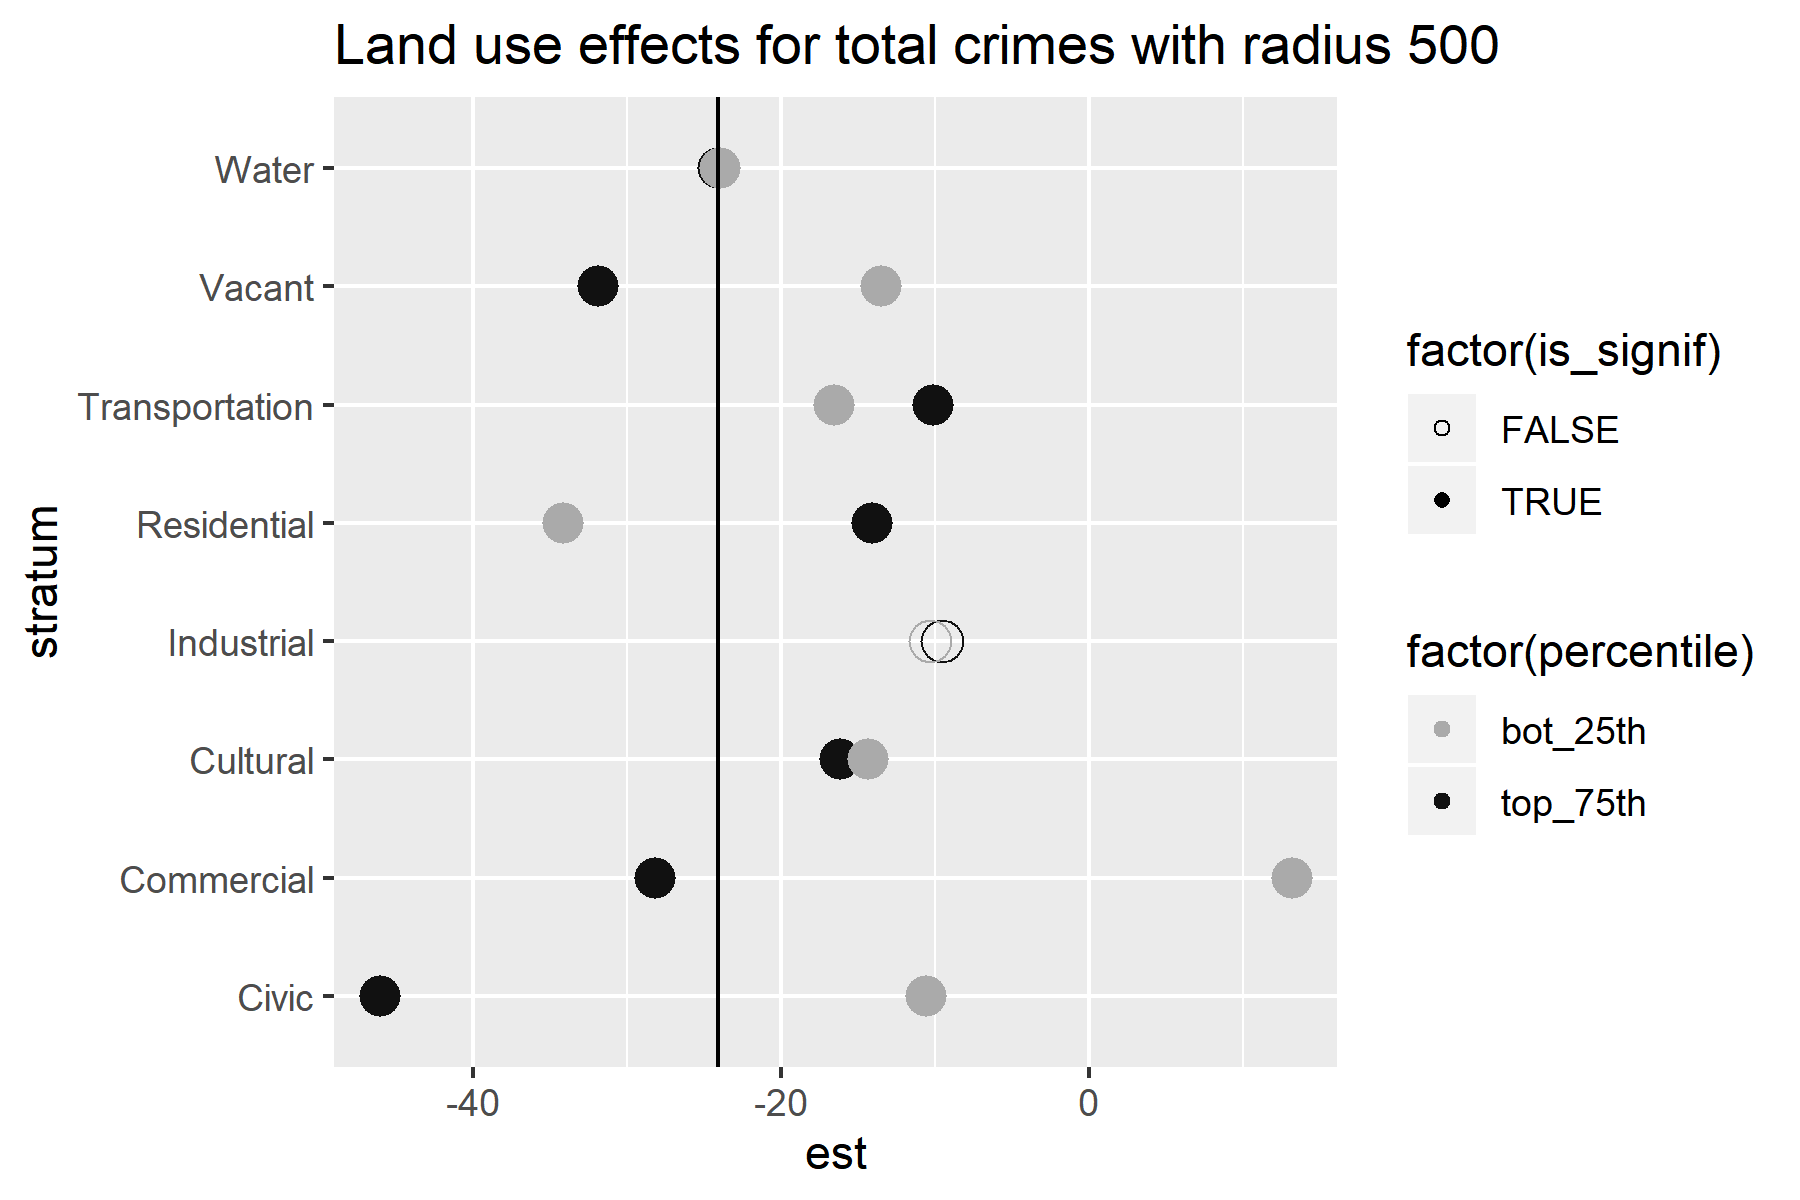 Land use effects for total crimes with radius 500
stratum
Water
Vacant
Transportation
Residential
Industrial
Cultural
Commercial
Civic
-40
-20
0
est
factor(is_signif)
FALSE
TRUE
factor(percentile)
bot_25th
top_75th